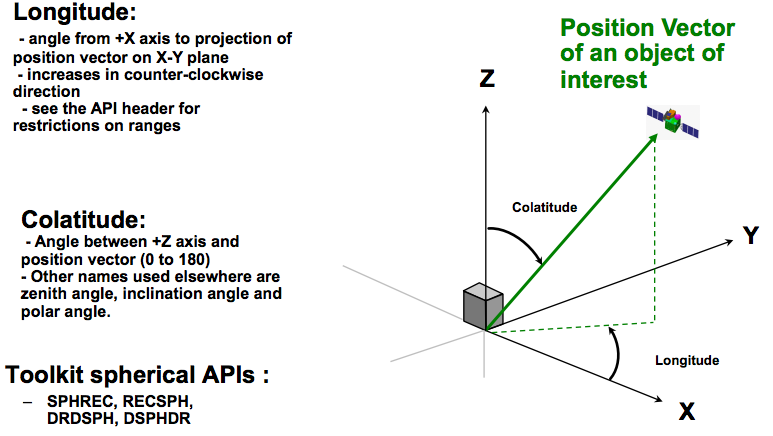 Longitude:
- angle from +X axis to projection of
position vector on X-Y plane
- increases in counter-clockwise
direction
- see the API header for
restrictions on ranges
Colatitude:
- Angle between +Z axis and
position vector (0 to 180)
- Other names used elsewhere are
zenith angle, inclination angle and
polar angle.
Toolkit spherical APIs :
– SPHREC, RECSPH,
DRDSPH, DSPHDR
Position Vector
of an object of
interest
Z
Colatitude
Y
Longitude
X